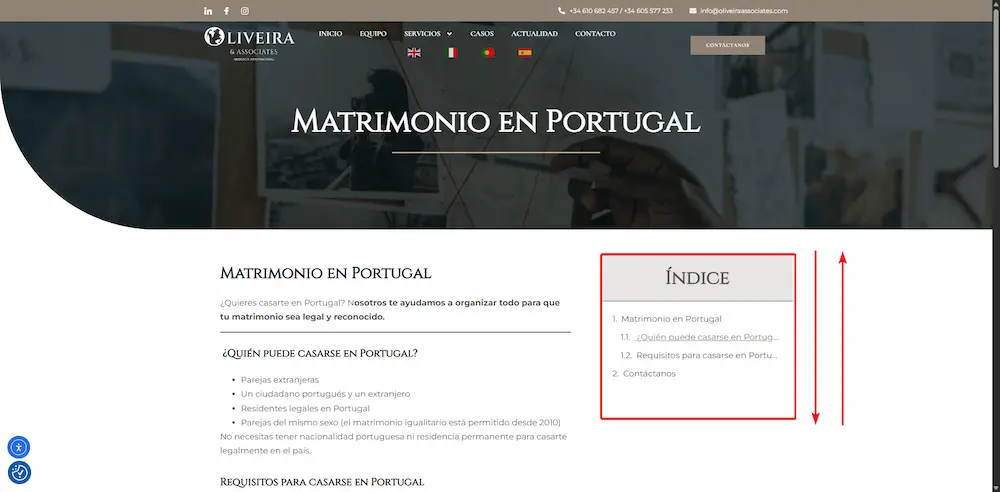 +34 610 682 457 / +34 605 577 233
info@oliveiraassociates.com
OLIVEIRA
& ASSOCIATES
INICIO
EQUIPO
SERVICIOS
CASOS
ACTUALIDAD
CONTACTO
CONTÁCTANOS
MATRIMONIO EN PORTUGAL
MATRIMONIO EN PORTUGAL
¿Quieres casarte en Portugal? Nosotros te ayudamos a organizar todo para que
tu matrimonio sea legal y reconocido.
¿QUIÉN PUEDE CASARSE EN PORTUGAL?
• Parejas extranjeras
• Un ciudadano portugués y un extranjero
• Residentes legales en Portugal
• Parejas del mismo sexo (el matrimonio igualitario está permitido desde 2010)
No necesitas tener nacionalidad portuguesa ni residencia permanente para casarte
legalmente en el país.
REQUISITOS PARA CASARSE EN PORTUGAL
ÍNDICE
1. Matrimonio en Portugal
1.1. ¿Quién puede casarse en Portug...
1.2. Requisitos para casarse en Portu...
2. Contáctanos